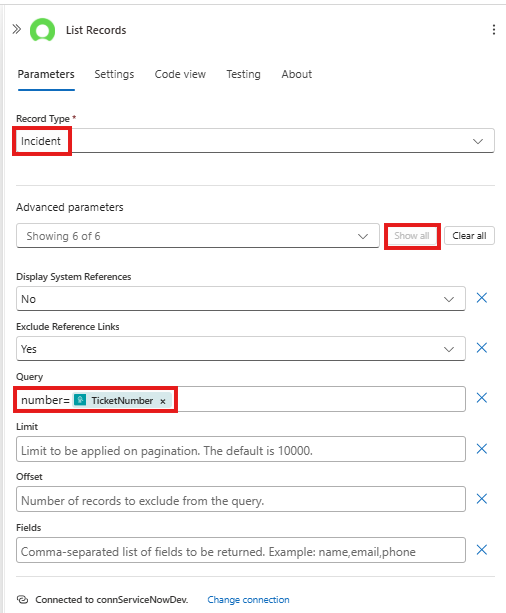 List Records
Parameters Settings Code view Testing About
Record Type *
Incident
Advanced parameters
Showing 6 of 6 Show all Clear all
Display System References
No
Exclude Reference Links
Yes
Query
number= TicketNumber ×
Limit
Limit to be applied on pagination. The default is 10000.
Offset
Number of records to exclude from the query.
Fields
Comma-separated list of fields to be returned. Example: name,email,phone
Connected to connServiceNowDev. Change connection